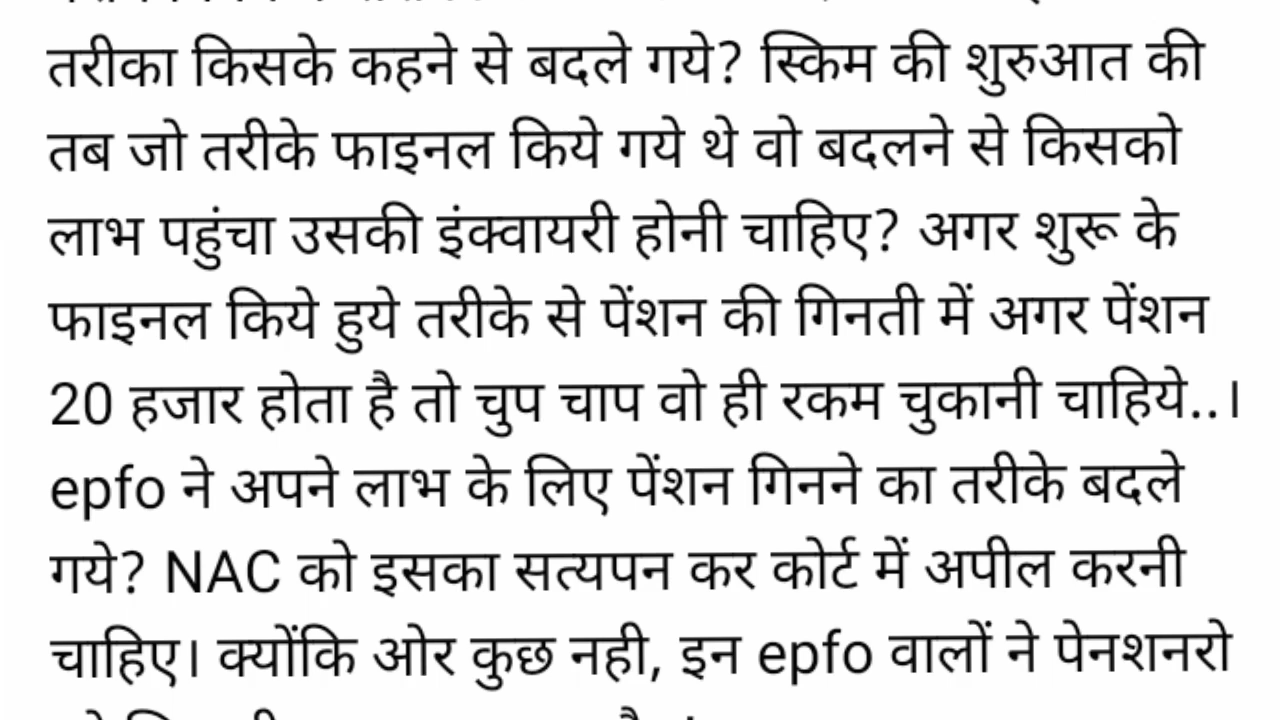 तरीका किसके कहने से बदले गये? स्किम की शुरुआत की
तब जो तरीके फाइनल किये गये थे वो बदलने से किसको
लाभ पहुंचा उसकी इंक्वायरी होनी चाहिए? अगर शुरू के
फाइनल किये हुये तरीके से पेंशन की गिनती में अगर पेंशन
20 हजार होता है तो चुप चाप वो ही रकम चुकानी चाहिये..।
epfo ने अपने लाभ के लिए पेंशन गिनने का तरीके बदले
गये? NAC को इसका सत्यपन कर कोर्ट में अपील करनी
चाहिए। क्योंकि ओर कुछ नही, इन epfo वालों ने पेनशनरो